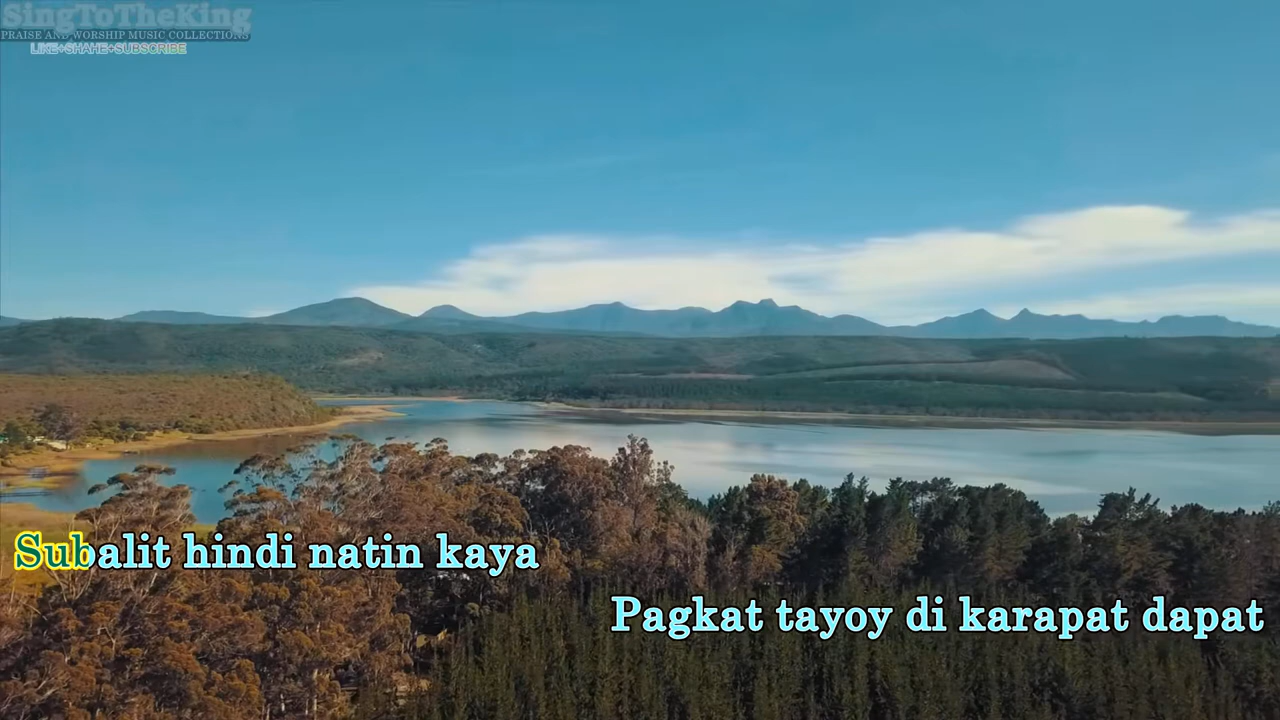 SingToTheKing
PRAISE AND WORSHIP MUSIC COLLECTIONS
LIKE+SHARE+SUBSCRIBE
Subalit hindi natin kaya
Pagkat tayoy di karapat dapat